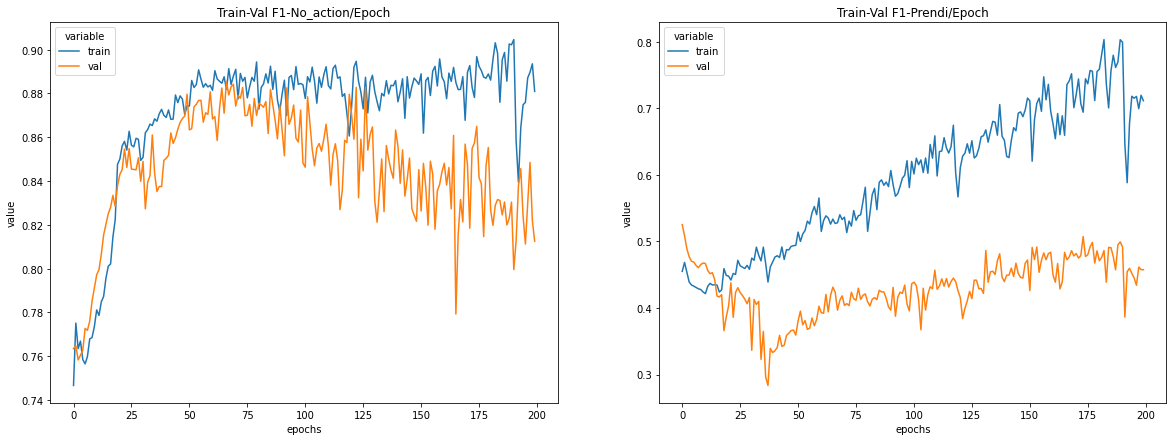 Train-Val F1-No_action/Epoch
variable
train
val
value
0.90
0.88
0.86
0.84
0.82
0.80
0.78
0.76
0.74
0 25 50 75 100 125 150 175 200
epochs
Train-Val F1-Prendi/Epoch
variable
train
val
value
0.8
0.7
0.6
0.5
0.4
0.3
0 25 50 75 100 125 150 175 200
epochs